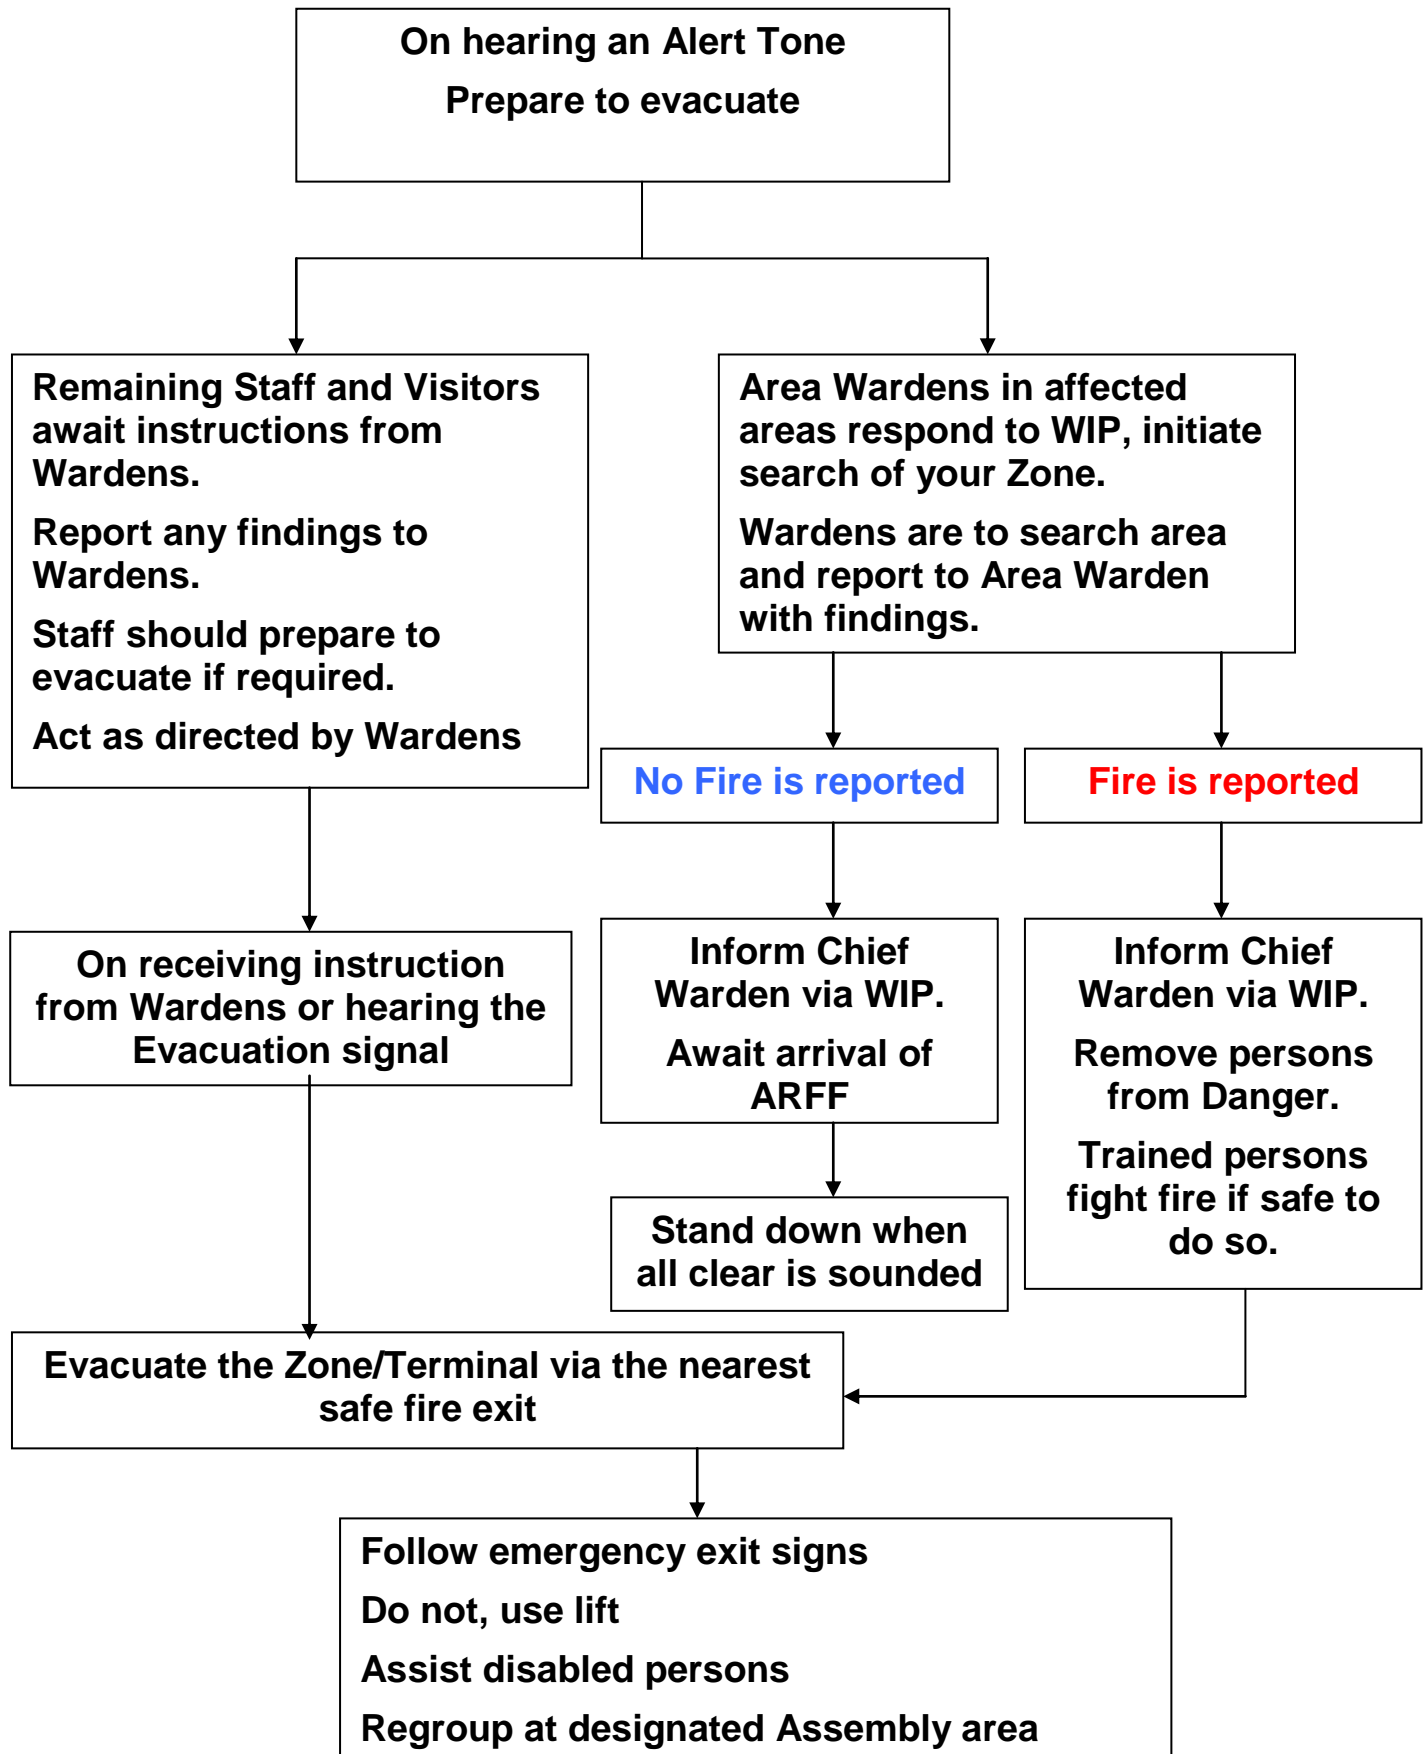 On hearing an Alert Tone
Prepare to evacuate
Remaining Staff and Visitors
await instructions from
Wardens.
Report any findings to
Wardens.
Staff should prepare to
evacuate if required.
Act as directed by Wardens
Area Wardens in affected
areas respond to WIP, initiate
search of your Zone.
Wardens are to search area
and report to Area Warden
with findings.
No Fire is reported
Fire is reported
On receiving instruction
from Wardens or hearing the
Evacuation signal
Inform Chief
Warden via WIP.
Await arrival of
ARFF
Inform Chief
Warden via WIP.
Remove persons
from Danger.
Trained persons
fight fire if safe to
do so.
Stand down when
all clear is sounded
Evacuate the Zone/Terminal via the nearest
safe fire exit
Follow emergency exit signs
Do not, use lift
Assist disabled persons
Regroup at designated Assembly area